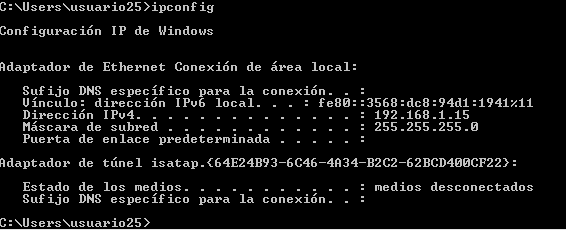 C:\Users\usuario25>ipconfig
Configuración IP de Windows
Adaptador de Ethernet Conexión de área local:
Sufijo DNS específico para la conexión. . :
Vínculo: dirección IPv6 local. . . : fe80::3568:dc8:94d1:1941%11
Dirección IPv4. . . . . . . . . . . . . . : 192.168.1.15
Máscara de subred . . . . . . . . . . . . : 255.255.255.0
Puerta de enlace predeterminada . . . . . :
Adaptador de túnel isatap.{64E24B93-6C46-4A34-B2C2-62BCD400CF22}:
Estado de los medios. . . . . . . . . . . : medios desconectados
Sufijo DNS específico para la conexión. . :
C:\Users\usuario25>